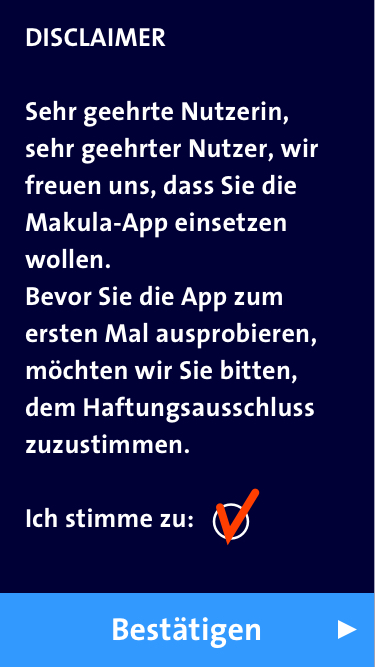 DISCLAIMER
Sehr geehrte Nutzerin,
sehr geehrter Nutzer, wir
freuen uns, dass Sie die
Makula-App einsetzen
wollen.
Bevor Sie die App zum
ersten Mal ausprobieren,
möchten wir Sie bitten,
dem Haftungsausschluss
zuzustimmen.
Ich stimme zu:
Bestätigen